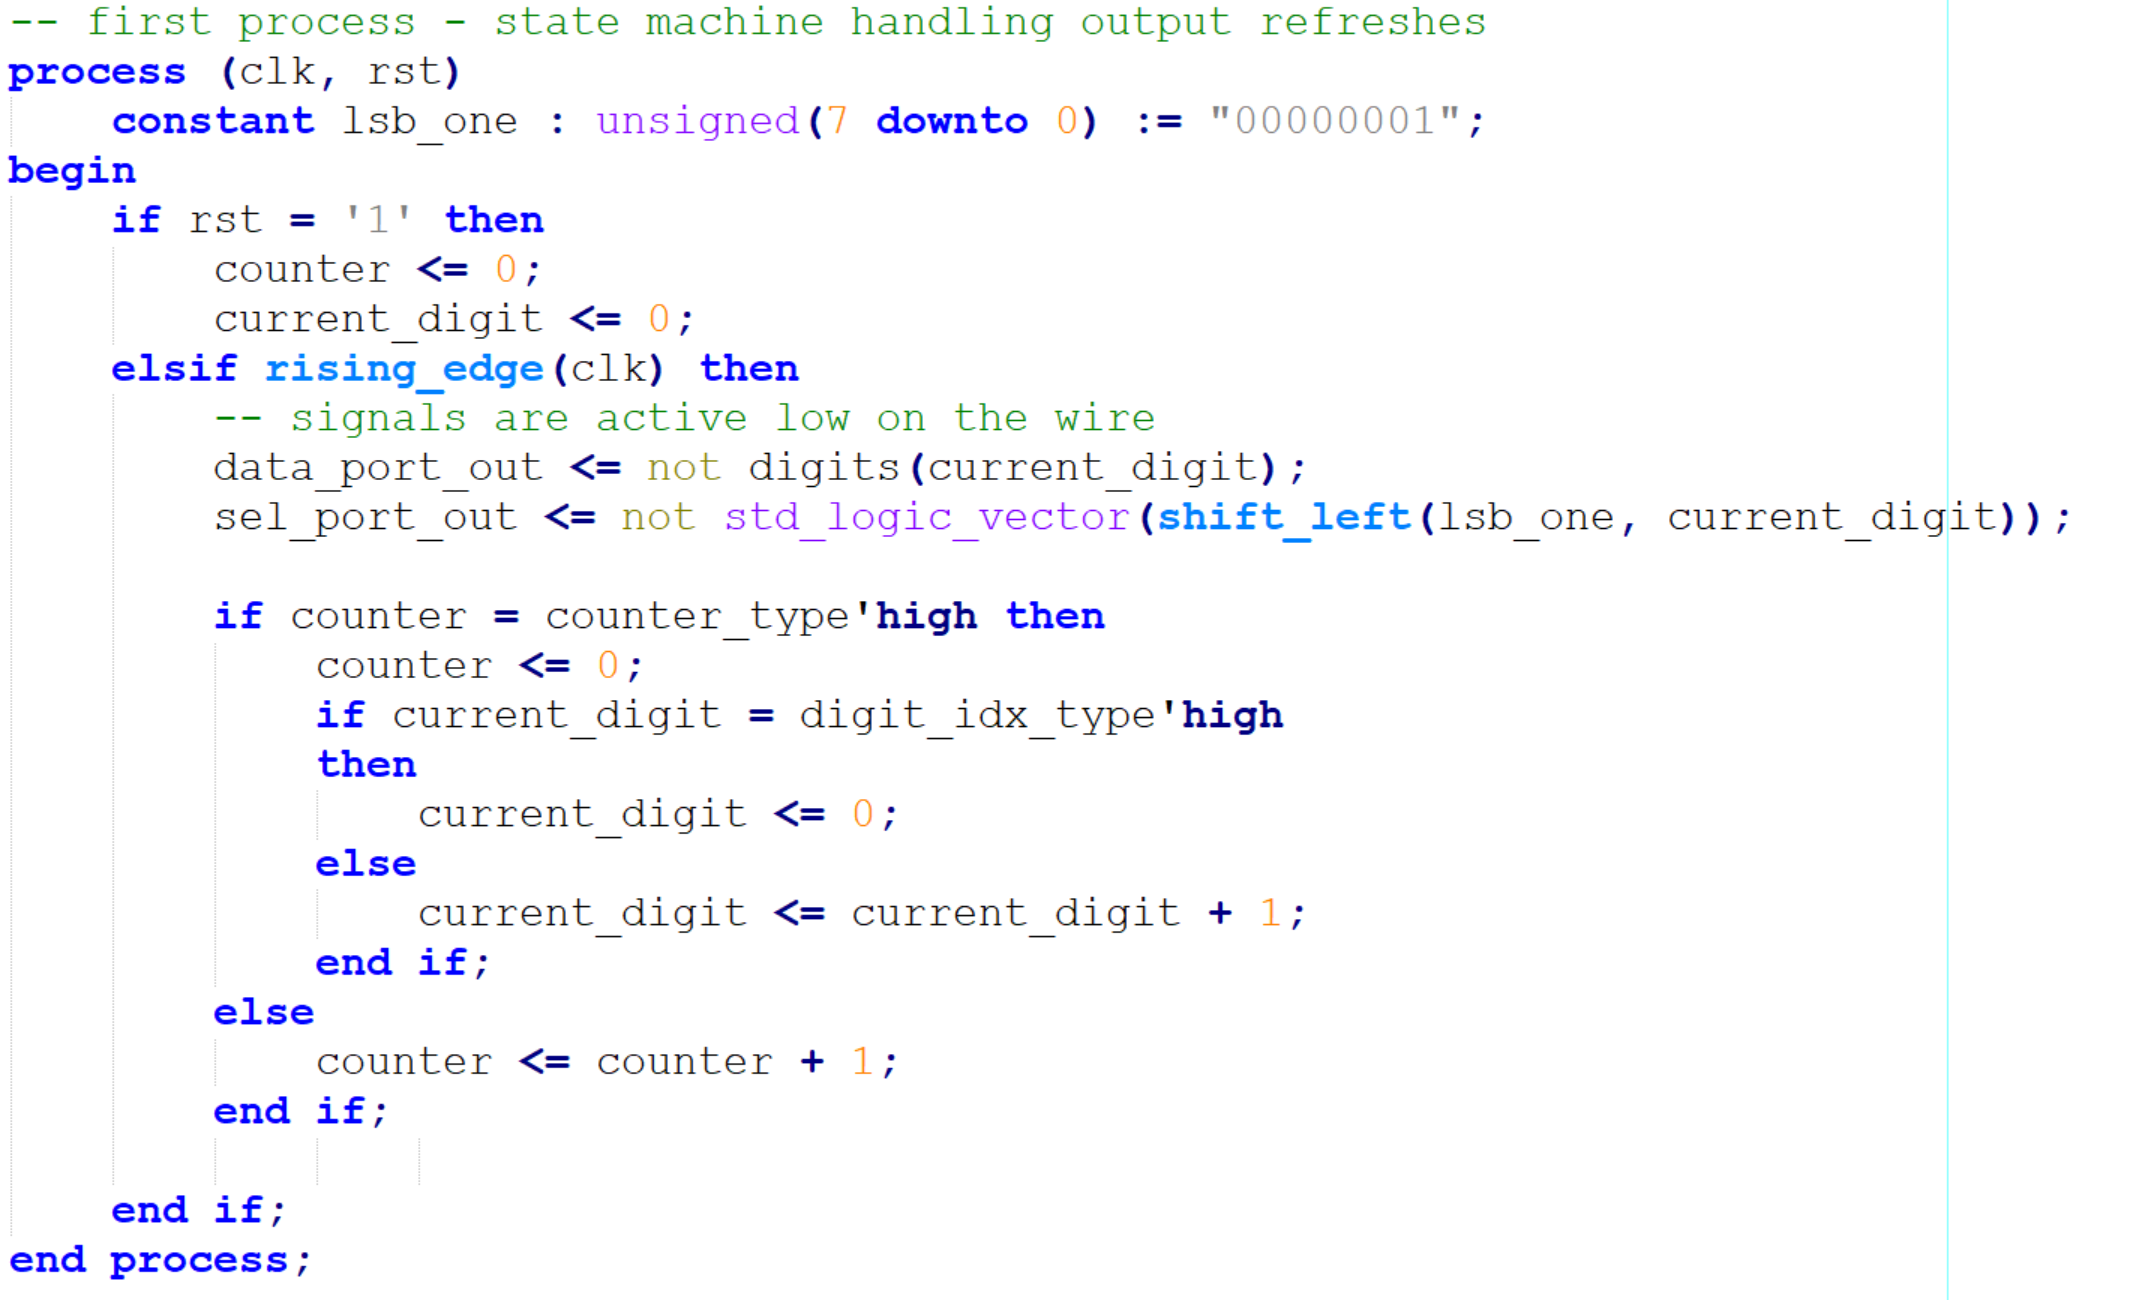 -- first process - state machine handling output refreshes
process (clk, rst)
    constant lsb_one : unsigned(7 downto 0) := "00000001";
begin
    if rst = '1' then
        counter <= 0;
        current_digit <= 0;
    elsif rising_edge(clk) then
        -- signals are active low on the wire
        data_port_out <= not digits(current_digit);
        sel_port_out <= not std_logic_vector(shift_left(lsb_one, current_digit));

        if counter = counter_type'high then
            counter <= 0;
            if current_digit = digit_idx_type'high
            then
                current_digit <= 0;
            else
                current_digit <= current_digit + 1;
            end if;
        else
            counter <= counter + 1;
        end if;

    end if;
end process;